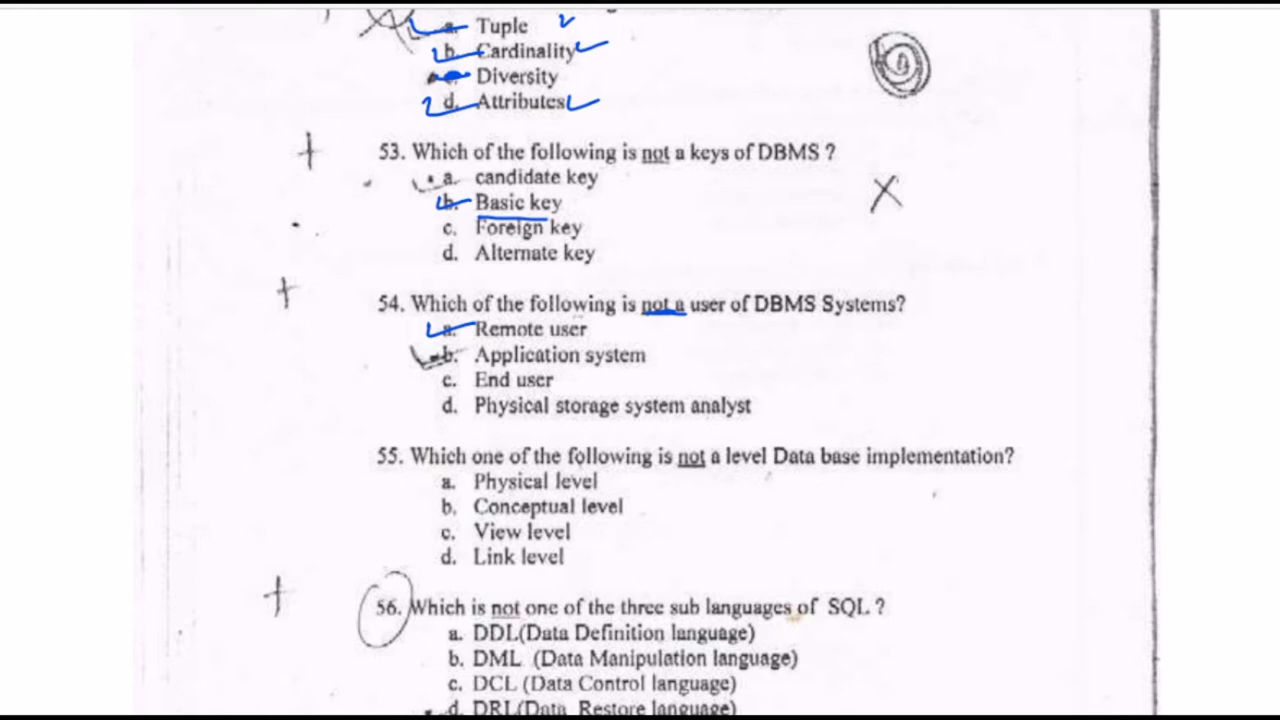 a. Tuple
b. Cardinality
c. Diversity
d. Attributes
53. Which of the following is not a keys of DBMS ?
a. candidate key
b. Basic key
c. Foreign key
d. Alternate key
54. Which of the following is not a user of DBMS Systems?
a. Remote user
b. Application system
c. End user
d. Physical storage system analyst
55. Which one of the following is not a level Data base implementation?
a. Physical level
b. Conceptual level
c. View level
d. Link level
56. Which is not one of the three sub languages of SQL ?
a. DDL(Data Definition language)
b. DML (Data Manipulation language)
c. DCL (Data Control language)
d. DRL(Data Restore language)